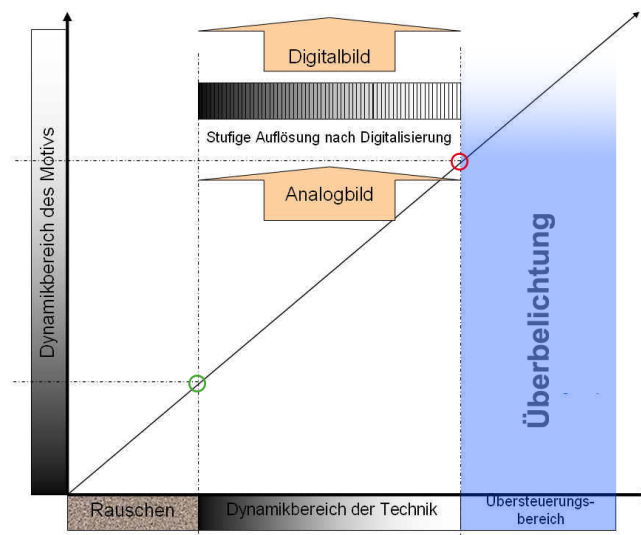 Digitalbild
Stufige Auflösung nach Digitalisierung
Analogbild
Dynamikbereich des Motivs
Überbelichtung
Rauschen
Dynamikbereich der Technik
Übersteuerungs-
bereich